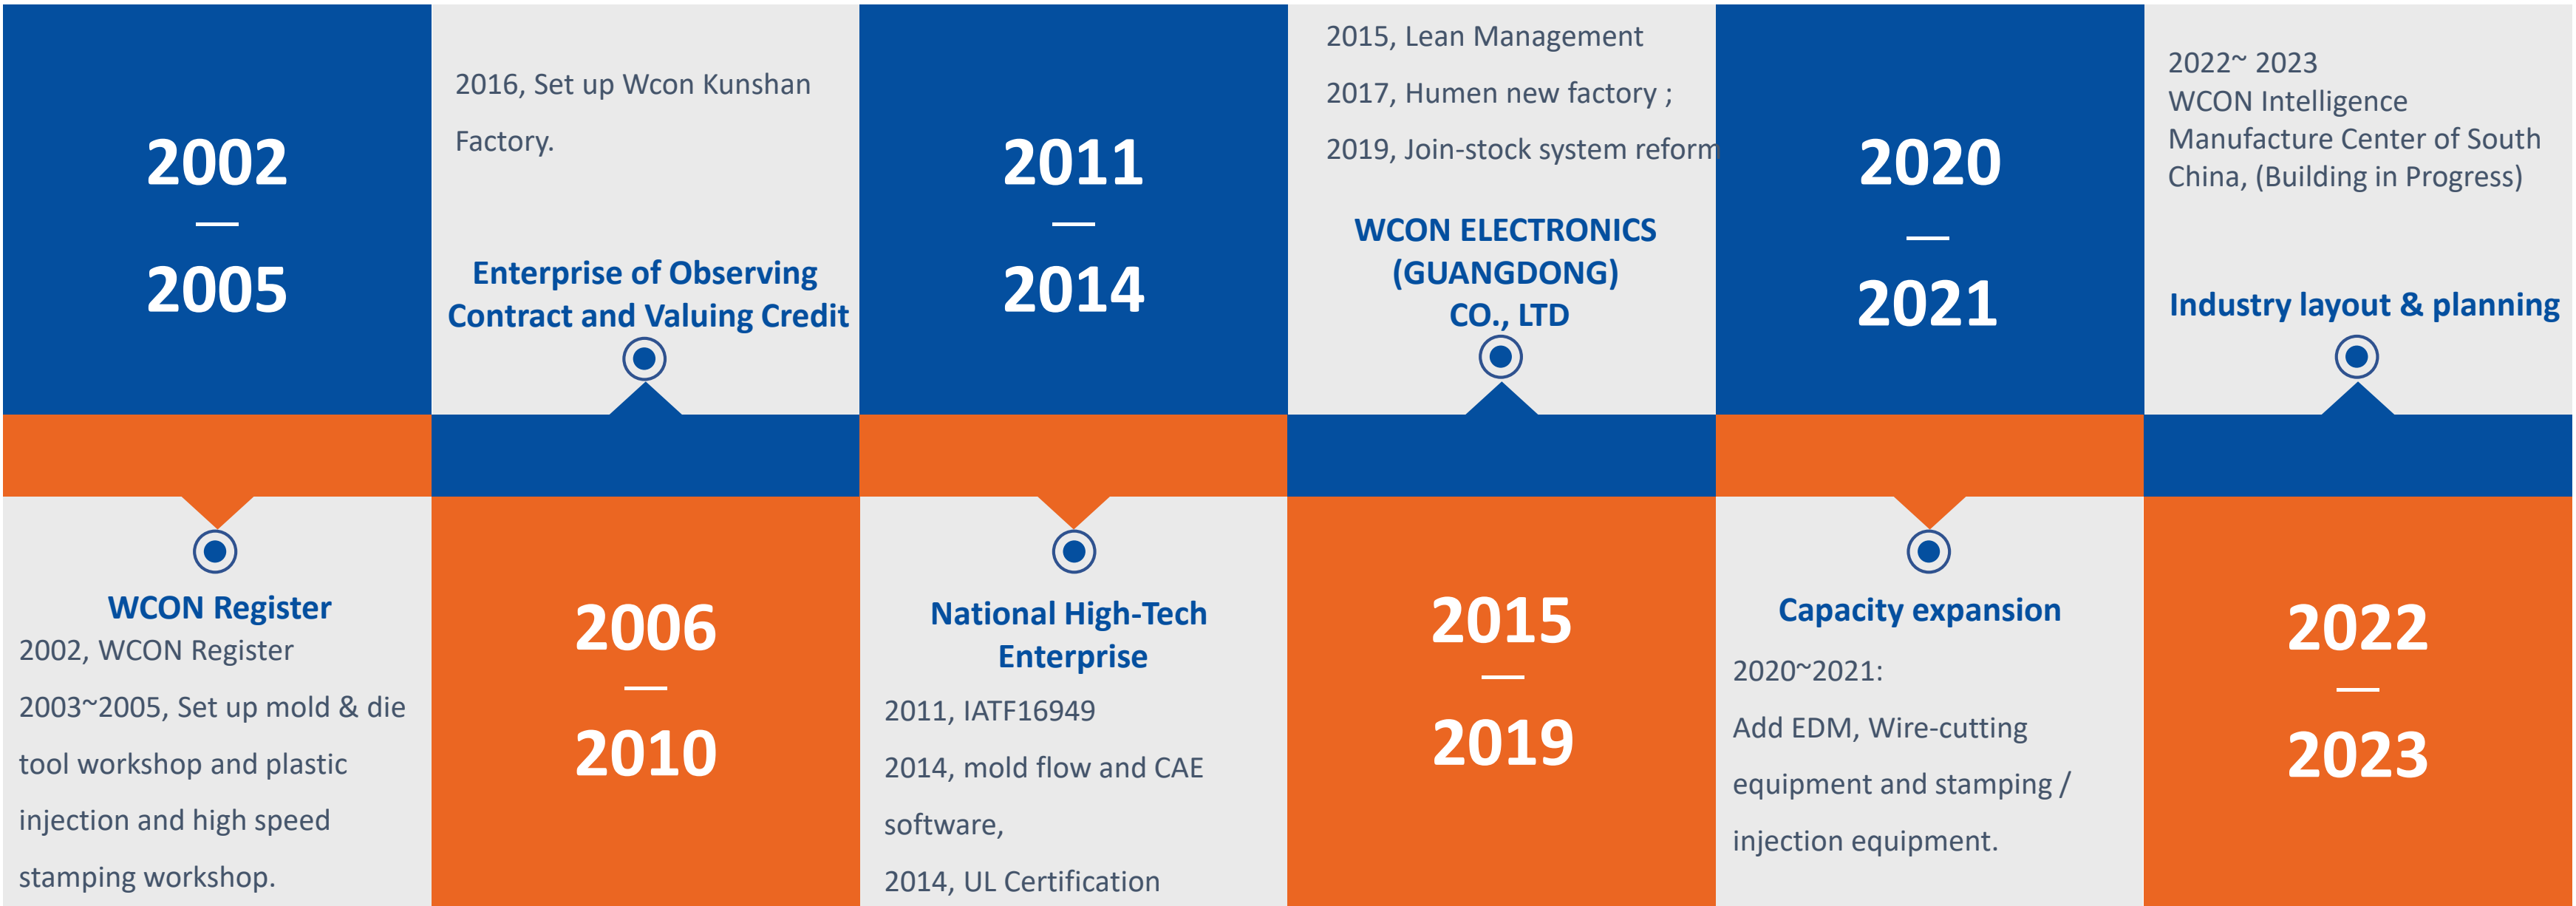 2002
—
2005
WCON Register
2002, WCON Register
2003~2005, Set up mold & die
tool workshop and plastic
injection and high speed
stamping workshop.
2016, Set up Wcon Kunshan
Factory.
Enterprise of Observing
Contract and Valuing Credit
2006
—
2010
2011
—
2014
National High-Tech
Enterprise
2011, IATF16949
2014, mold flow and CAE
software,
2014, UL Certification
2015, Lean Management
2017, Humen new factory ;
2019, Join-stock system reform
WCON ELECTRONICS
(GUANGDONG)
CO., LTD
2015
—
2019
2020
—
2021
Capacity expansion
2020~2021:
Add EDM, Wire-cutting
equipment and stamping /
injection equipment.
2022~ 2023
WCON Intelligence
Manufacture Center of South
China, (Building in Progress)
Industry layout & planning
2022
—
2023